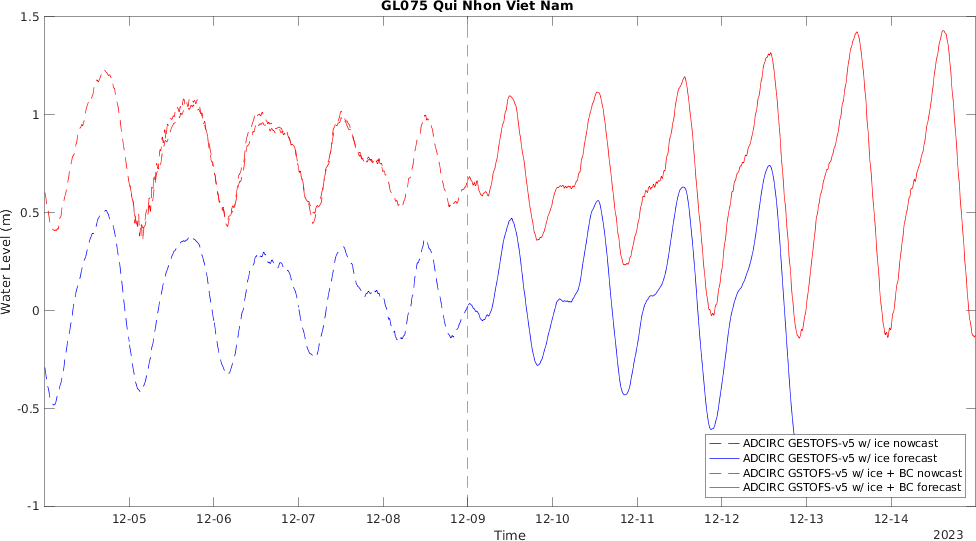 GL075 Qui Nhon Viet Nam
1.5
1
0.5
0
-0.5
-1
Water Level (m)
ADCIRC GESTOFS-v5 w/ ice nowcast
ADCIRC GESTOFS-v5 w/ ice forecast
ADCIRC GSTOFS-v5 w/ ice + BC nowcast
ADCIRC GSTOFS-v5 w/ ice + BC forecast
12-05 12-06 12-07 12-08 12-09 12-10 12-11 12-12 12-13 12-14
Time
2023